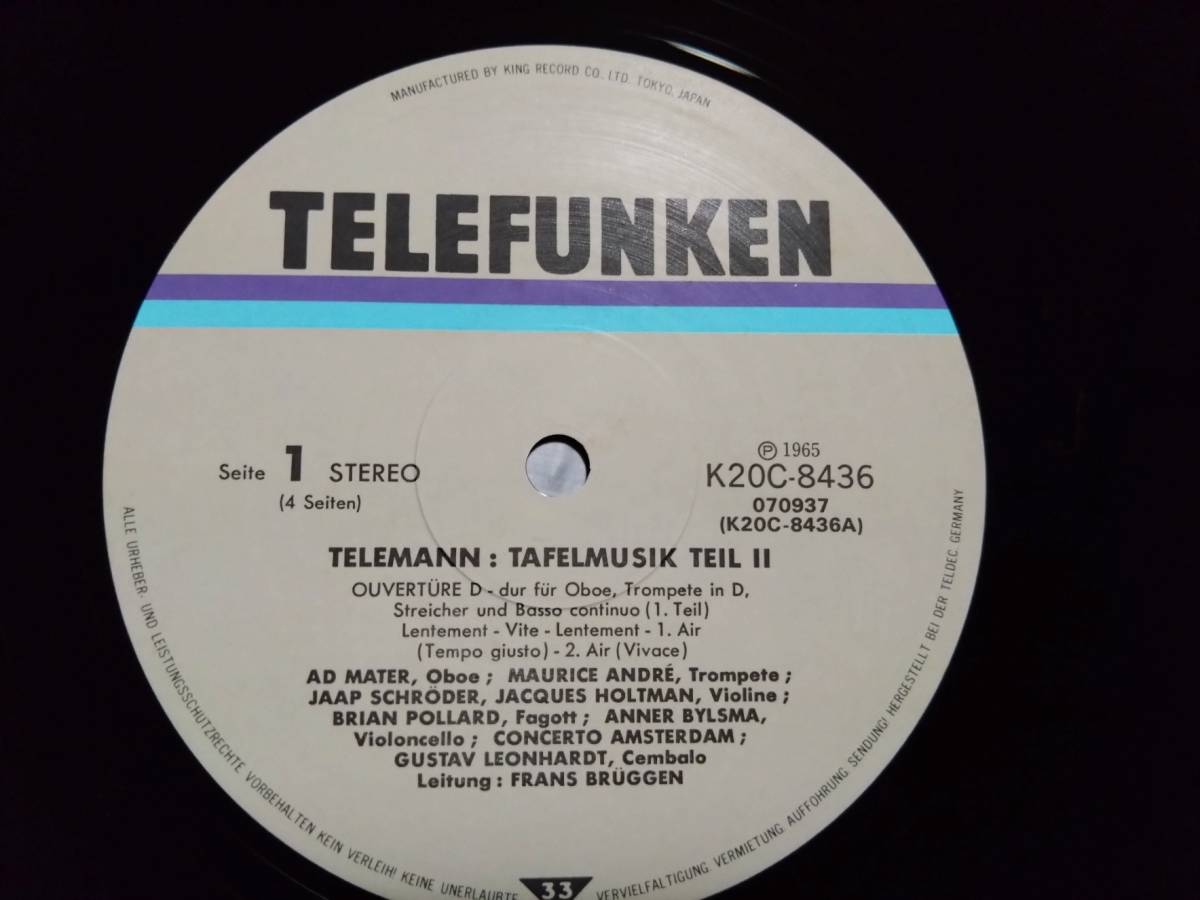 MANUFACTURED BY KING RECORD CO., LTD. TOKYO, JAPAN
TELEFUNKEN
Seite 1 STEREO
(4 Seiten)
Ⓟ 1965
K20C-8436
070937
(K20C-8436A)
TELEMANN : TAFELMUSIK TEIL II
OUVERTÜRE D - dur für Oboe, Trompete in D,
Streicher und Basso continuo (1. Teil)
Lentement - Vite - Lentement - 1. Air
(Tempo giusto) - 2. Air (Vivace)
AD MATER, Oboe ; MAURICE ANDRÉ, Trompete ;
JAAP SCHRÖDER, JACQUES HOLTMAN, Violine ;
BRIAN POLLARD, Fagott ; ANNER BYLSMA,
Violoncello ; CONCERTO AMSTERDAM ;
GUSTAV LEONHARDT, Cembalo
Leitung : FRANS BRÜGGEN
ALLE URHEBER- UND LEISTUNGSSCHUTZRECHTE VORBEHALTEN KEIN VERLEIH! KEINE UNERLAUBTE VERVIELFALTIGUNG, VERMIETUNG, AUFFOHRUNG, SENDUNG! HERGESTELLT BEI DER TELDEC, GERMANY
33